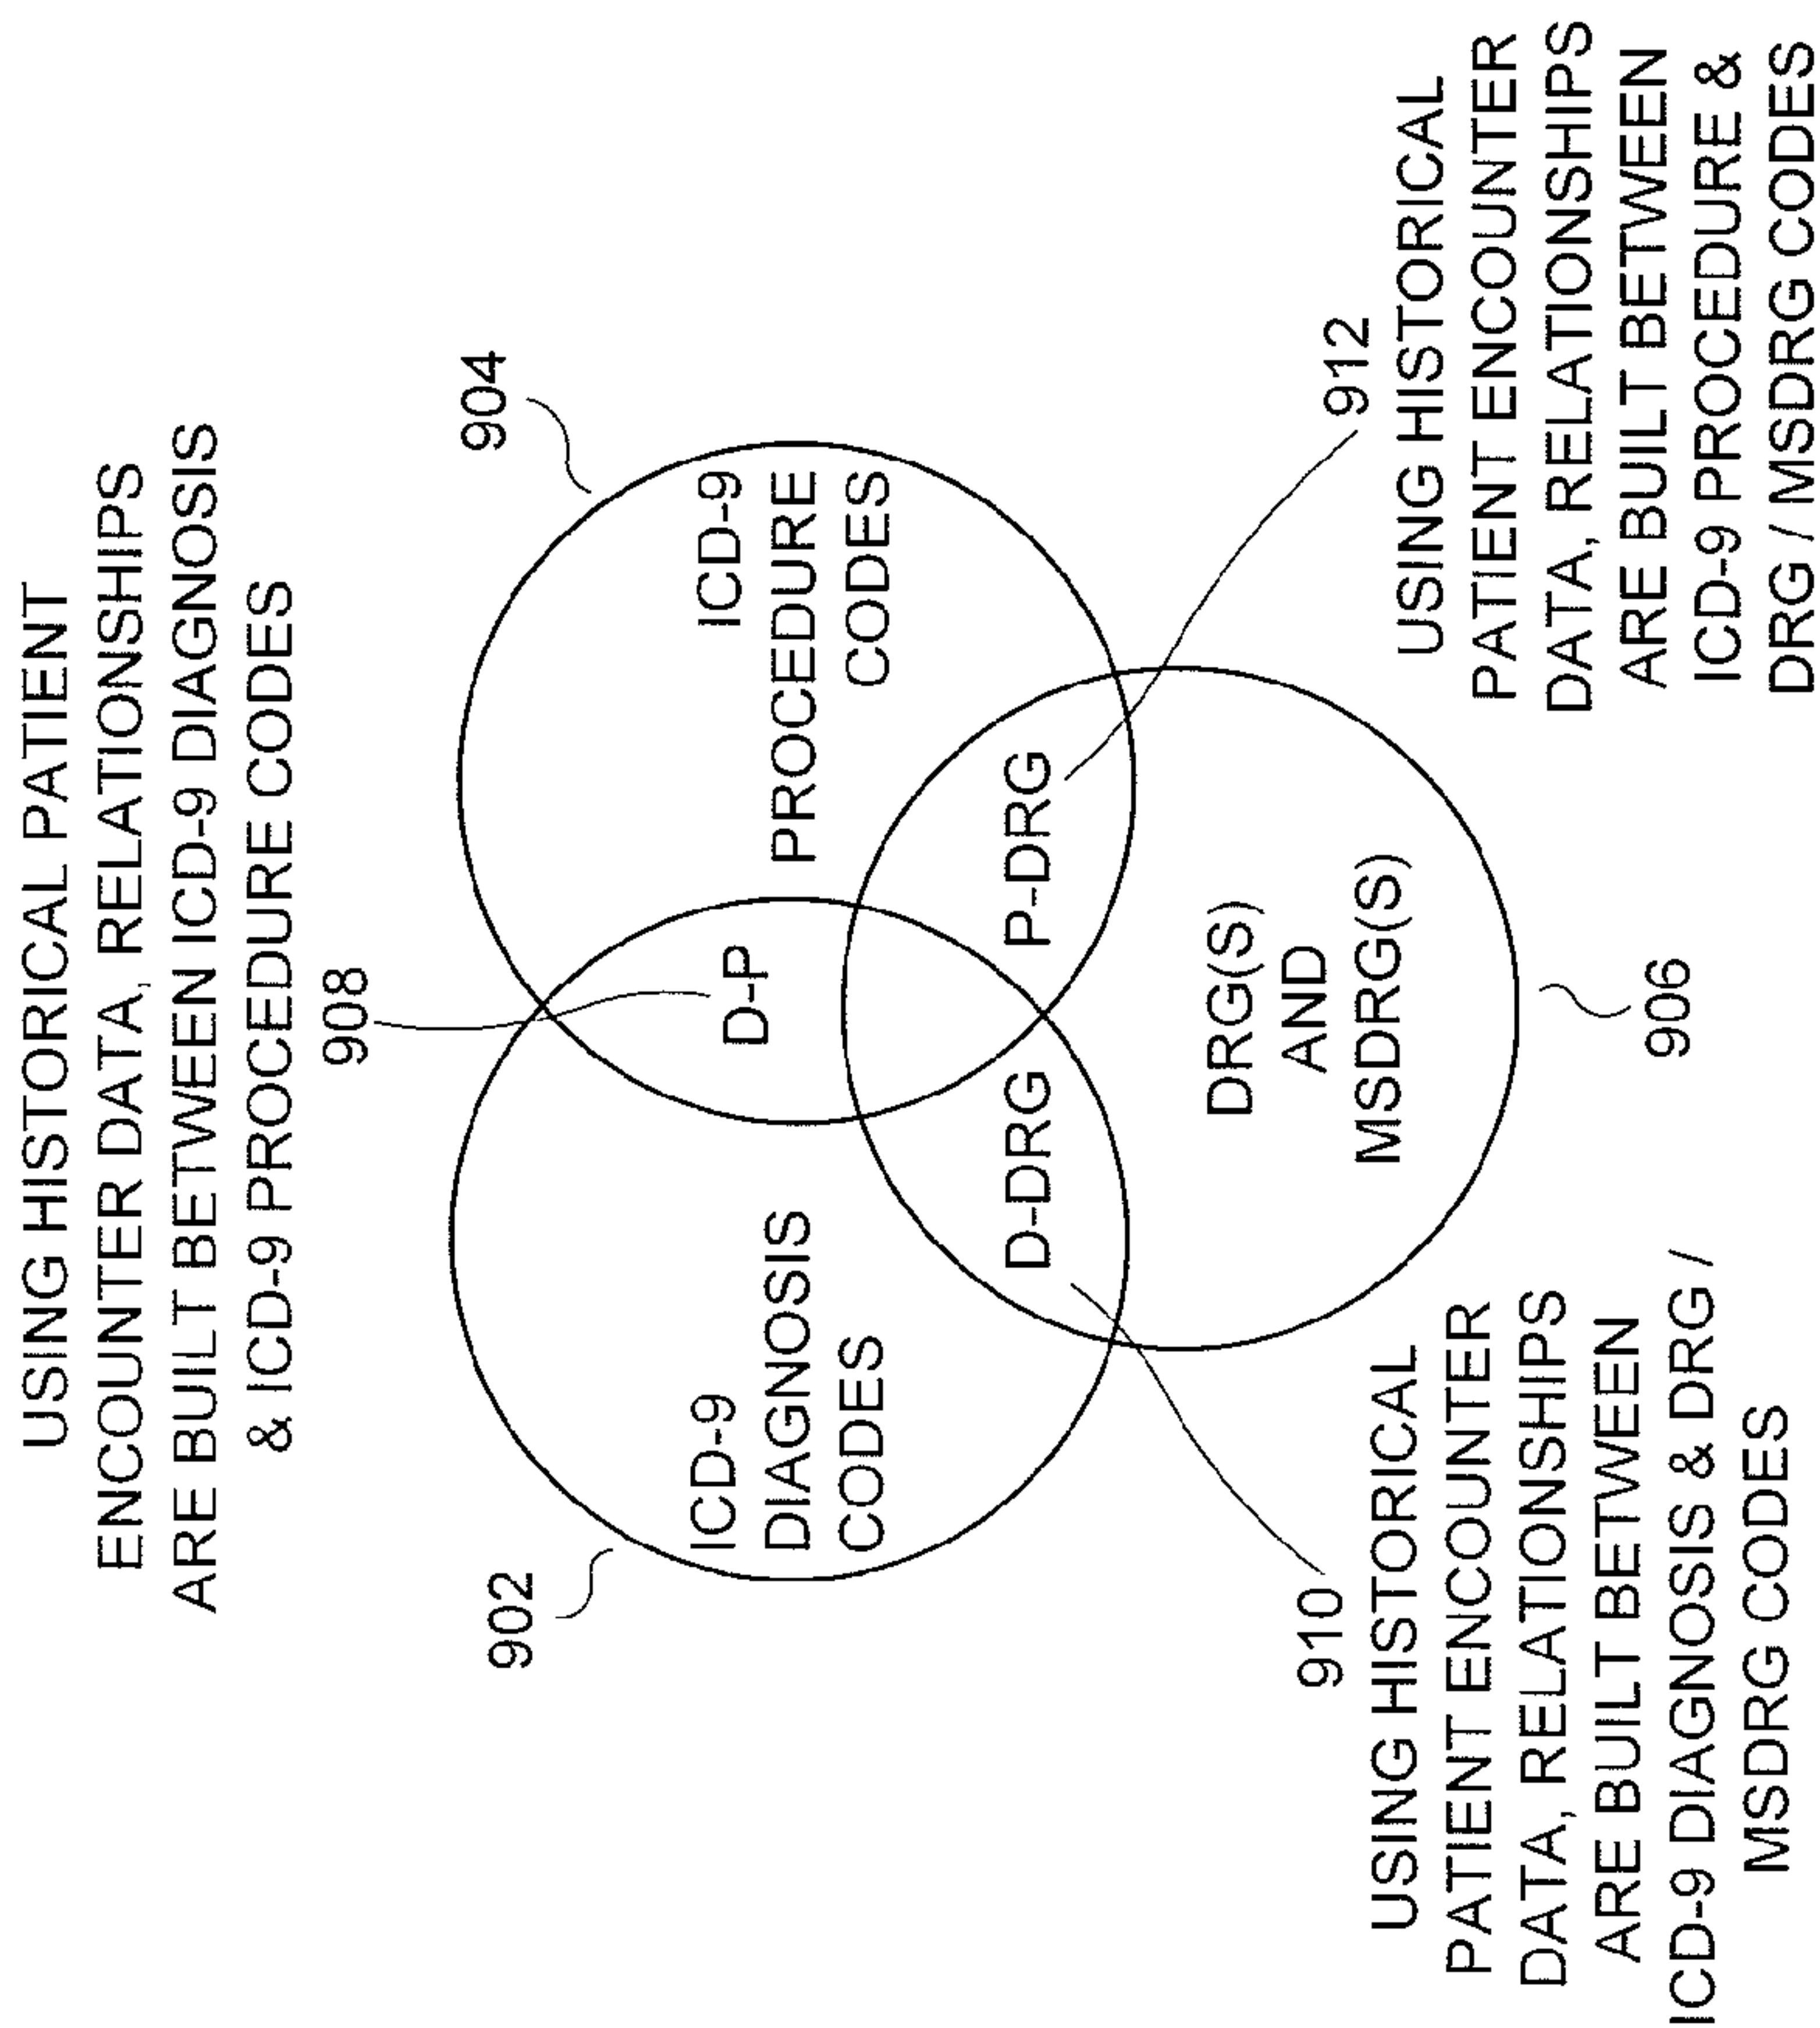 USING HISTORICAL PATIENT
ENCOUNTER DATA, RELATIONSHIPS
ARE BUILT BETWEEN ICD-9 DIAGNOSIS
& ICD-9 PROCEDURE CODES
908
902
904
ICD-9
DIAGNOSIS
CODES
D-P
ICD-9
PROCEDURE
CODES
D-DRG
P-DRG
DRG(S)
AND
MSDRG(S)
906
910
USING HISTORICAL
PATIENT ENCOUNTER
DATA, RELATIONSHIPS
ARE BUILT BETWEEN
ICD-9 DIAGNOSIS & DRG /
MSDRG CODES
912
USING HISTORICAL
PATIENT ENCOUNTER
DATA, RELATIONSHIPS
ARE BUILT BETWEEN
ICD-9 PROCEDURE &
DRG / MSDRG CODES